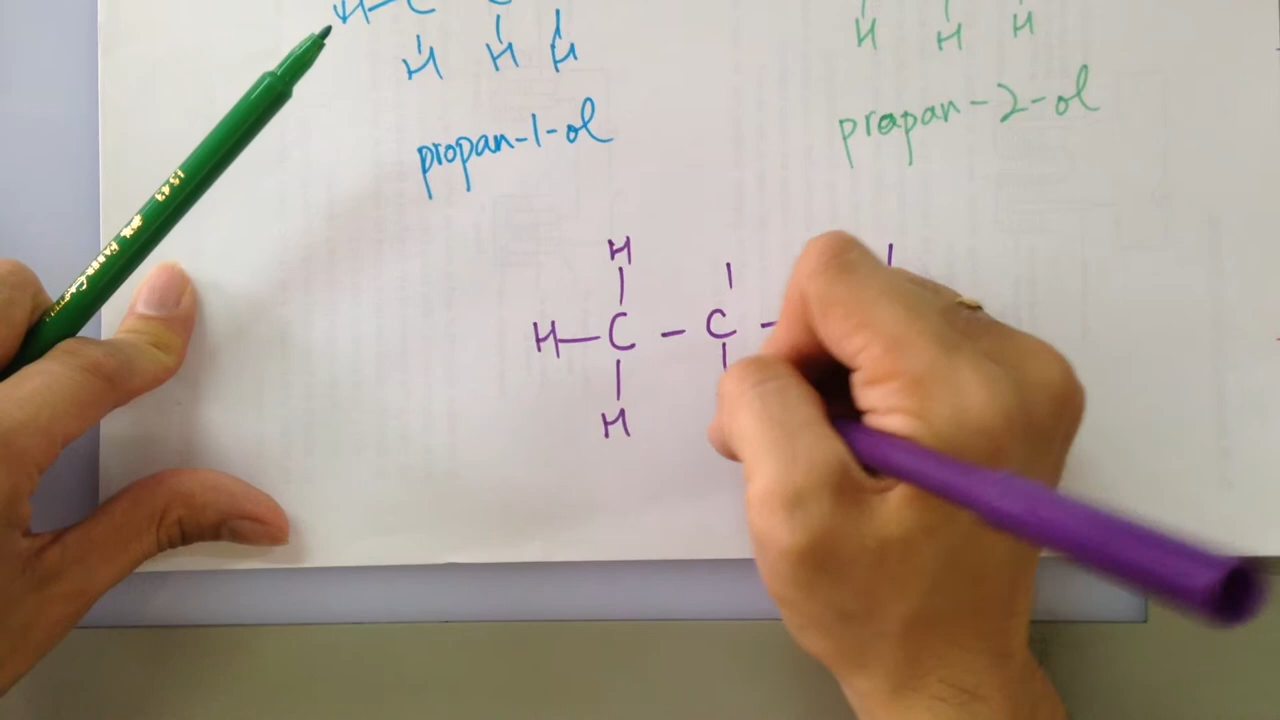 H-C C
H H H
H H H
propan-1-ol
propan-2-ol
H
H-C-C-
H